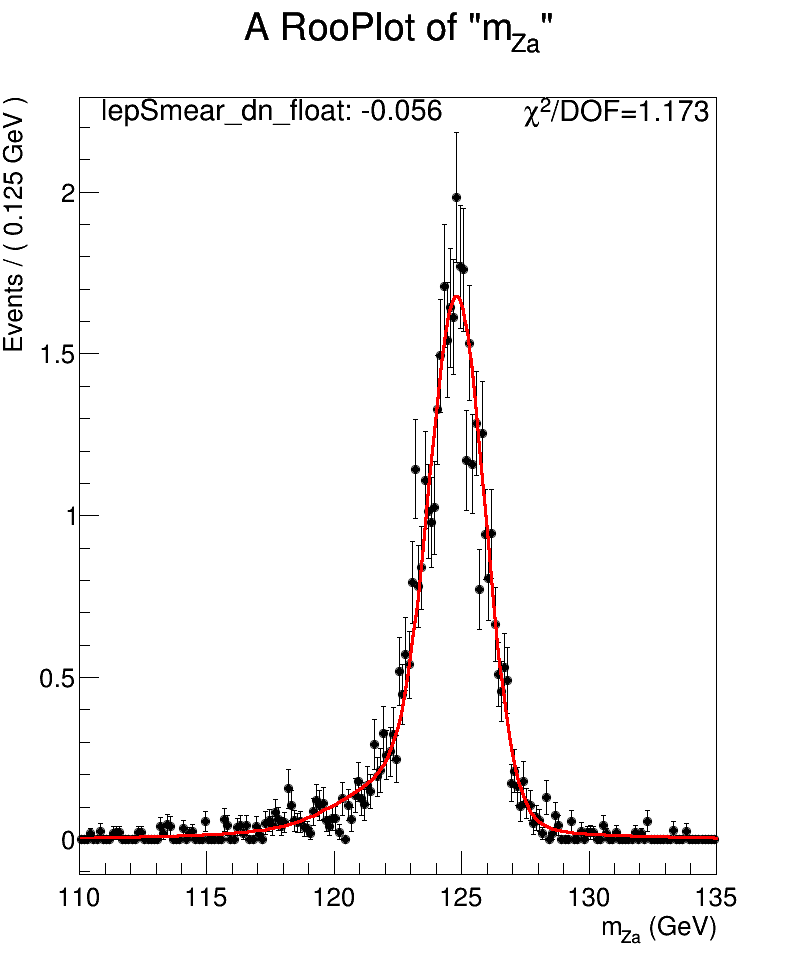 A RooPlot of "m_Za"
lepSmear_dn_float: -0.056
χ²/DOF=1.173
Events / ( 0.125 GeV )
2
1.5
1
0.5
0
110 115 120 125 130 135
m_Za (GeV)